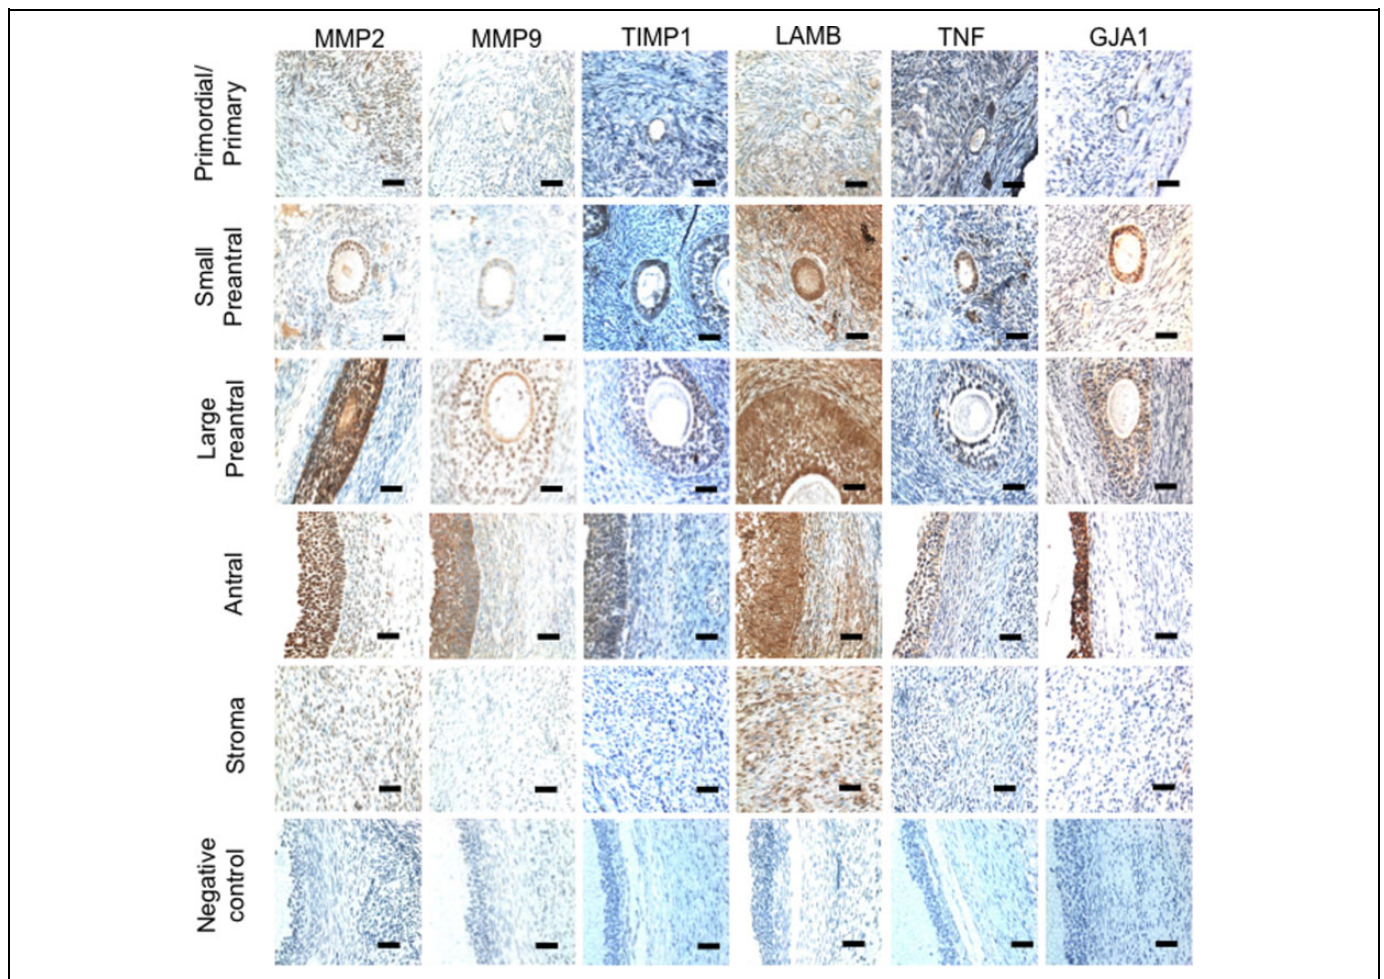 MMP2 MMP9 TIMP1 LAMB TNF GJA1
Primordial/
Primary
Small
Preantral
Large
Preantral
Antral
Stroma
Negative
control